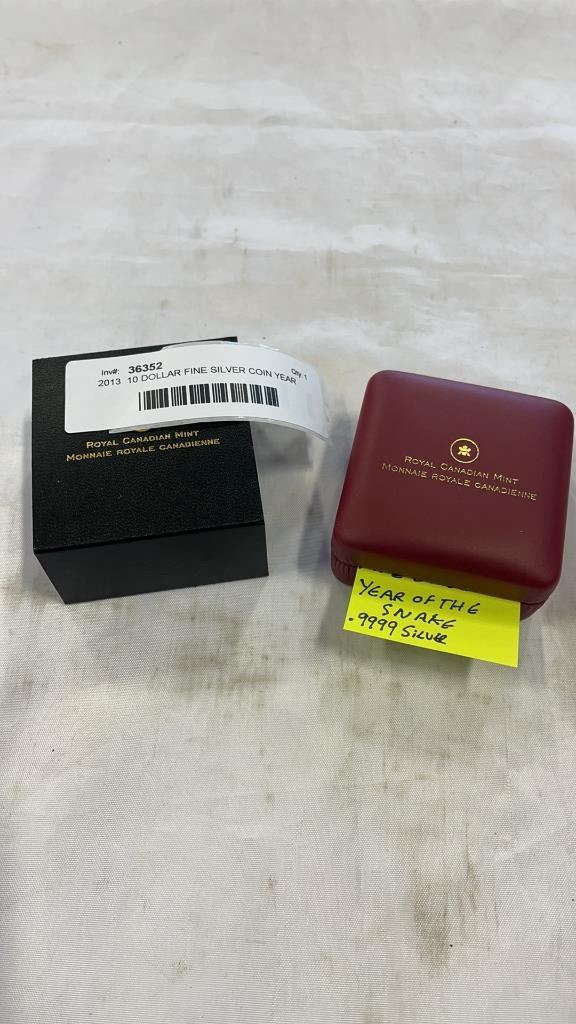 Inv#: 36352 Qty: 1
2013 10 DOLLAR FINE SILVER COIN YEAR
ROYAL CANADIAN MINT
MONNAIE ROYALE CANADIENNE
ROYAL CANADIAN MINT
MONNAIE ROYALE CANADIENNE
YEAR OF THE
SNAKE
.9999 SILVER